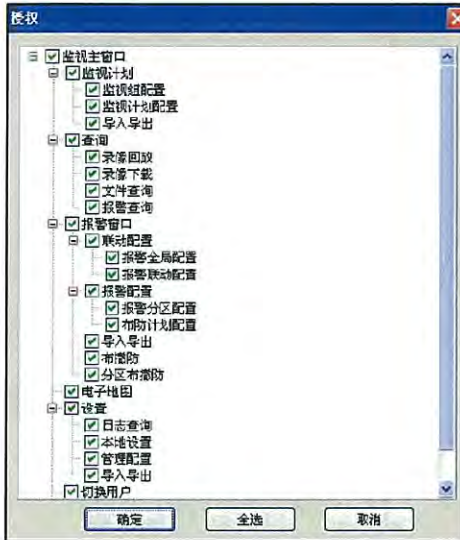 授权
监视主窗口
监视计划
监视组配置
监视计划配置
导入导出
查询
录像回放
录像下载
文件查询
报警查询
报警窗口
联动配置
报警全局配置
报警联动配置
报警配置
报警分区配置
布防计划配置
导入导出
布撤防
分区布撤防
电子地图
设置
日志查询
本地设置
管理配置
导入导出
切换用户
确定 全选 取消